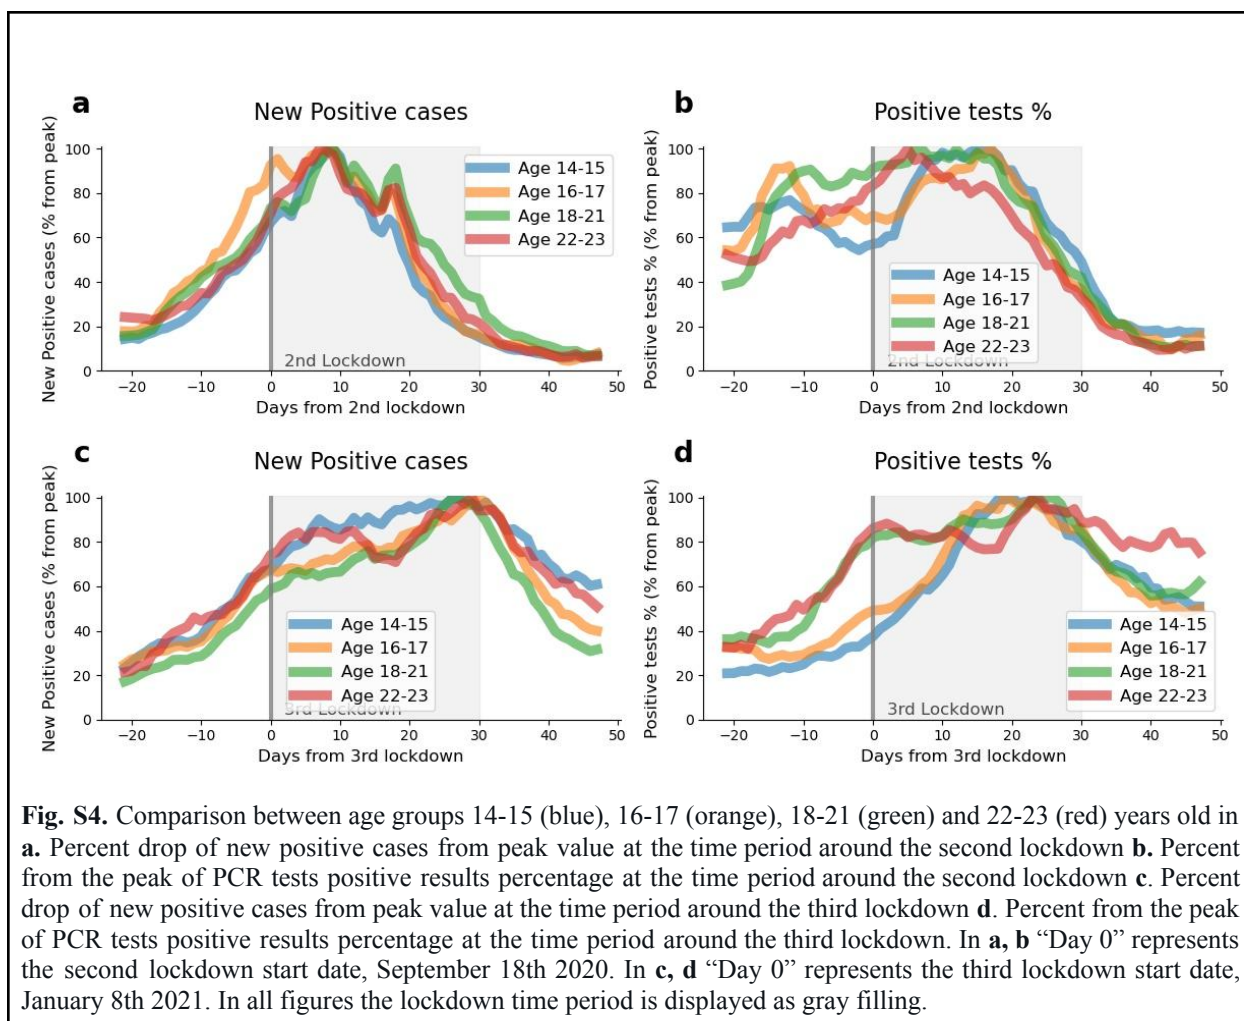 a
New Positive cases
New Positive cases (% from peak)
100
80
60
40
20
0
Age 14-15
Age 16-17
Age 18-21
Age 22-23
2nd Lockdown
−20 −10 0 10 20 30 40 50
Days from 2nd lockdown
b
Positive tests %
Positive tests % (% from peak)
100
80
60
40
20
0
Age 14-15
Age 16-17
Age 18-21
Age 22-23
2nd Lockdown
−20 −10 0 10 20 30 40 50
Days from 2nd lockdown
c
New Positive cases
New Positive cases (% from peak)
100
80
60
40
20
0
Age 14-15
Age 16-17
Age 18-21
Age 22-23
3rd Lockdown
−20 −10 0 10 20 30 40 50
Days from 3rd lockdown
d
Positive tests %
Positive tests % (% from peak)
100
80
60
40
20
0
Age 14-15
Age 16-17
Age 18-21
Age 22-23
3rd Lockdown
−20 −10 0 10 20 30 40 50
Days from 3rd lockdown
Fig. S4. Comparison between age groups 14-15 (blue), 16-17 (orange), 18-21 (green) and 22-23 (red) years old in
a. Percent drop of new positive cases from peak value at the time period around the second lockdown b. Percent
from the peak of PCR tests positive results percentage at the time period around the second lockdown c. Percent
drop of new positive cases from peak value at the time period around the third lockdown d. Percent from the peak
of PCR tests positive results percentage at the time period around the third lockdown. In a, b “Day 0” represents
the second lockdown start date, September 18th 2020. In c, d “Day 0” represents the third lockdown start date,
January 8th 2021. In all figures the lockdown time period is displayed as gray filling.